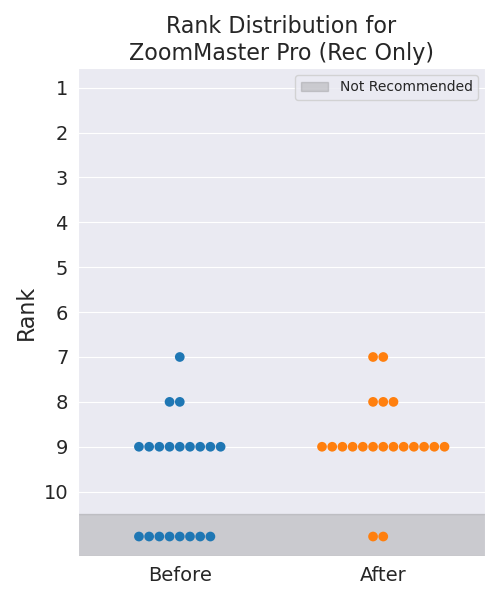 Rank Distribution for
ZoomMaster Pro (Rec Only)
Not Recommended
1
2
3
4
5
6
7
8
9
10
Rank
Before
After